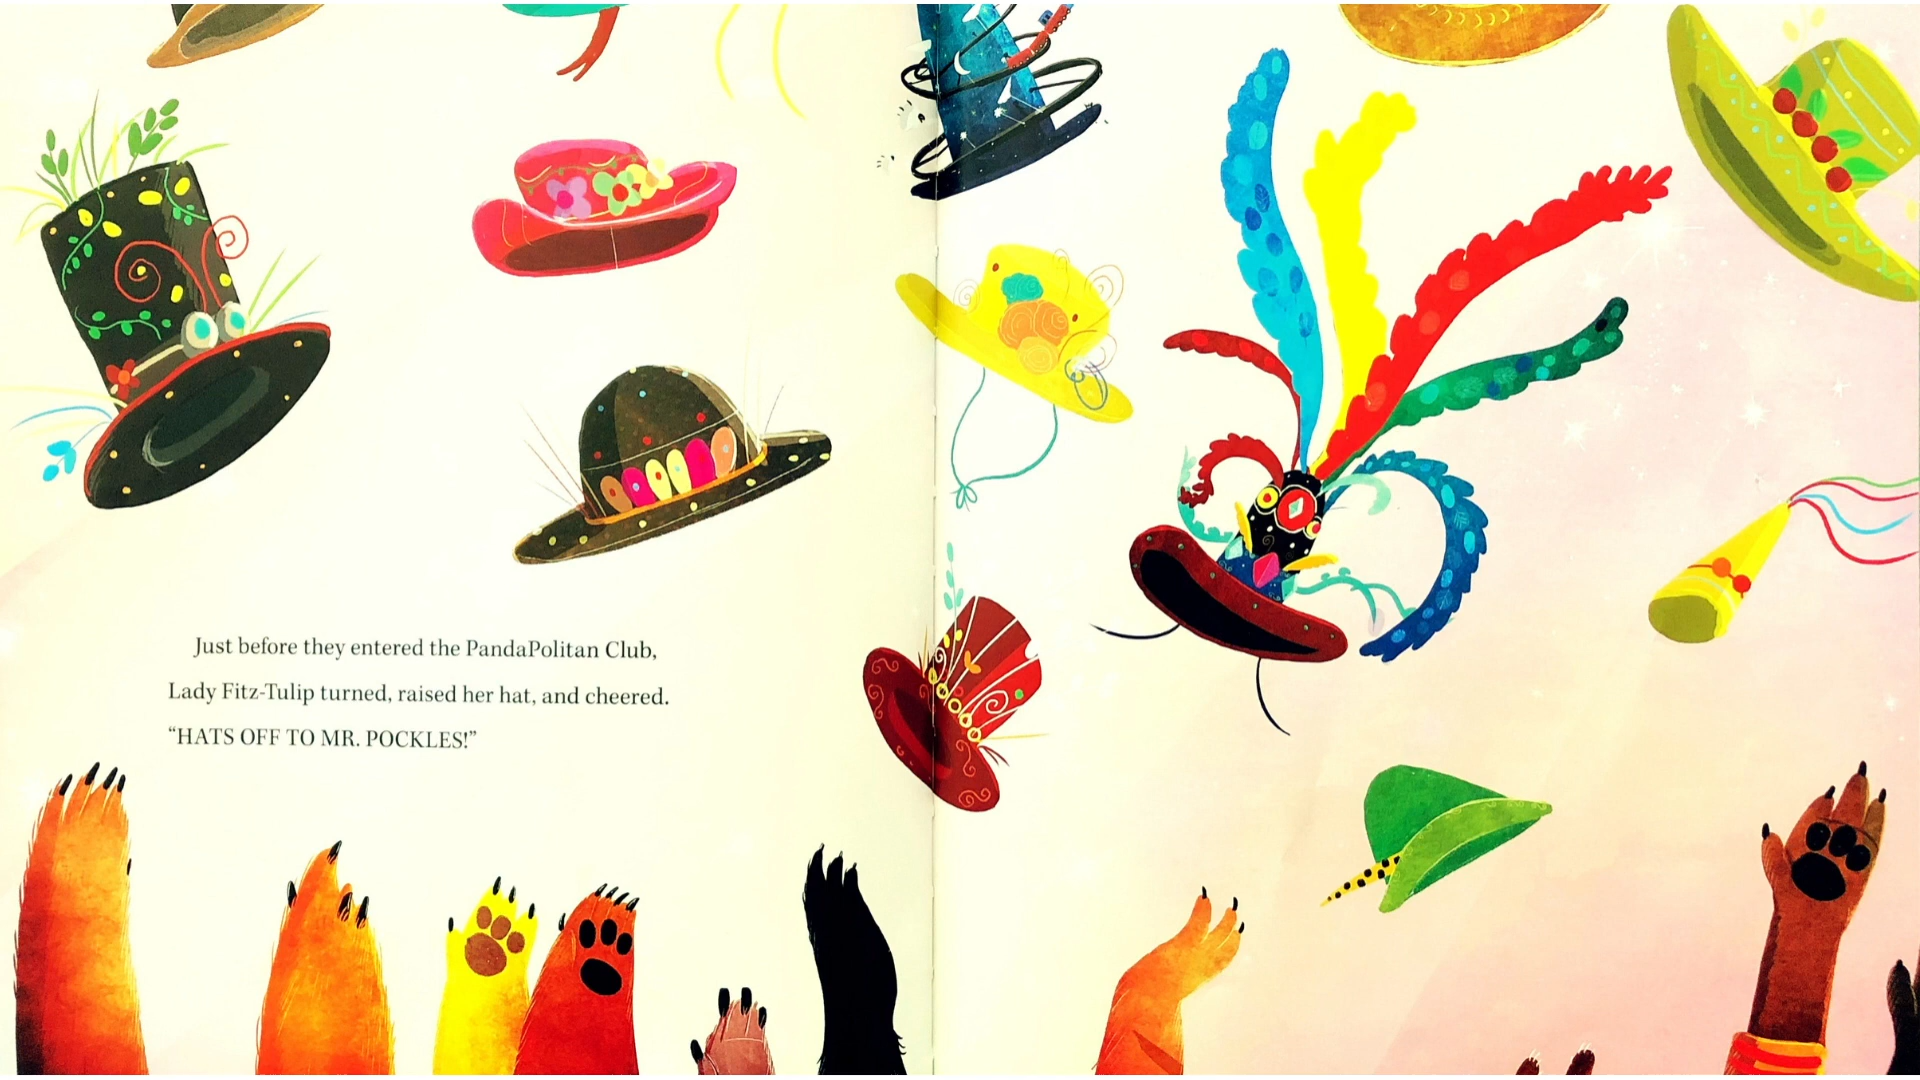 Just before they entered the PandaPolitan Club,
Lady Fitz-Tulip turned, raised her hat, and cheered.
“HATS OFF TO MR. POCKLES!”